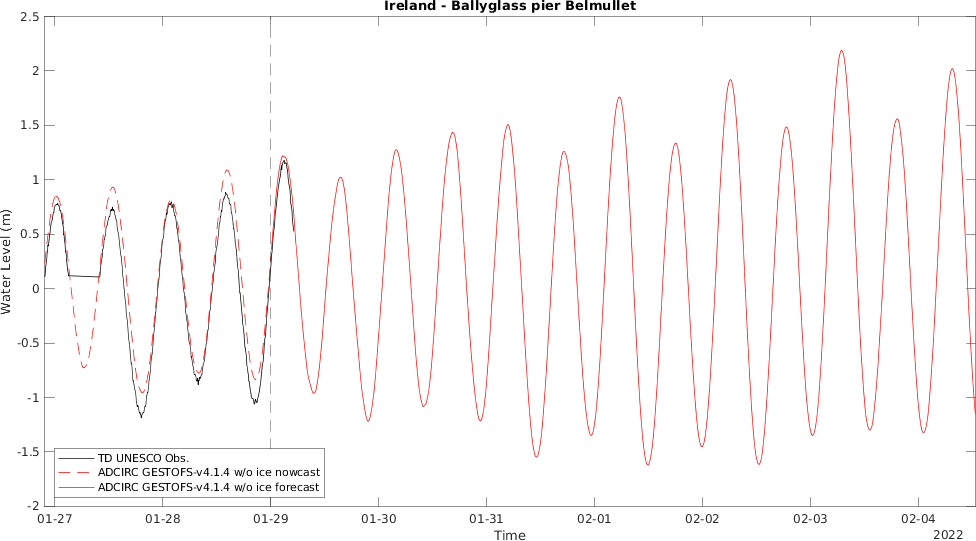 Ireland - Ballyglass pier Belmullet
2.5
2
1.5
1
0.5
0
-0.5
-1
-1.5
-2
Water Level (m)
TD UNESCO Obs.
ADCIRC GESTOFS-v4.1.4 w/o ice nowcast
ADCIRC GESTOFS-v4.1.4 w/o ice forecast
01-27 01-28 01-29 01-30 01-31 02-01 02-02 02-03 02-04
Time
2022